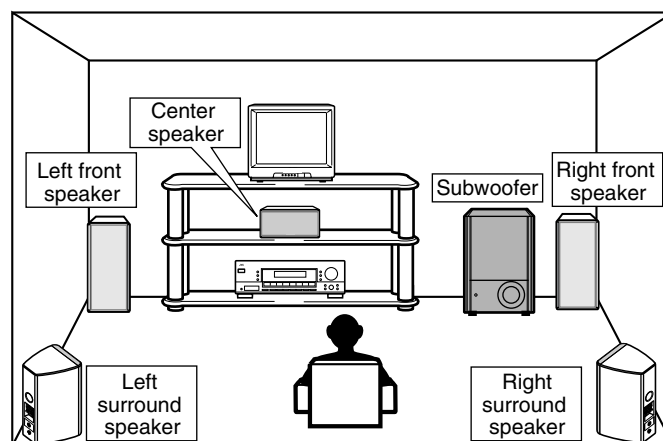 Center
speaker
Left front
speaker
Subwoofer
Right front
speaker
Left
surround
speaker
Right
surround
speaker